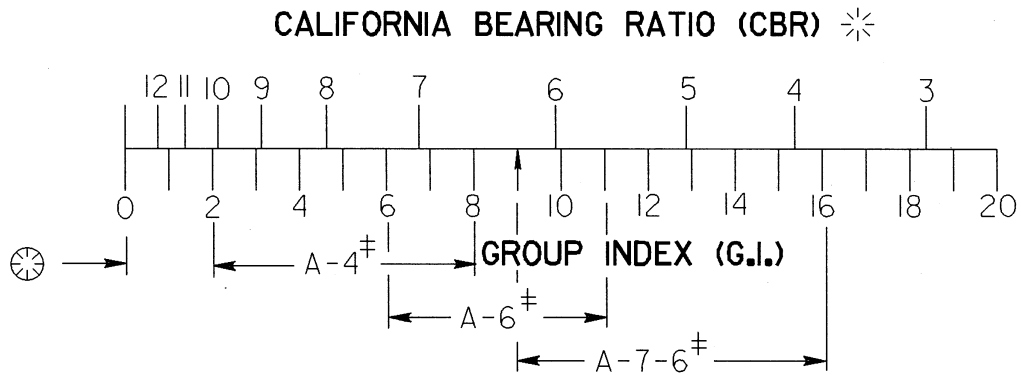 CALIFORNIA BEARING RATIO (CBR)
12 11 10 9 8 7 6 5 4 3
0 2 4 6 8 10 12 14 16 18 20
A-4‡ GROUP INDEX (G.I.)
A-6‡
A-7-6‡